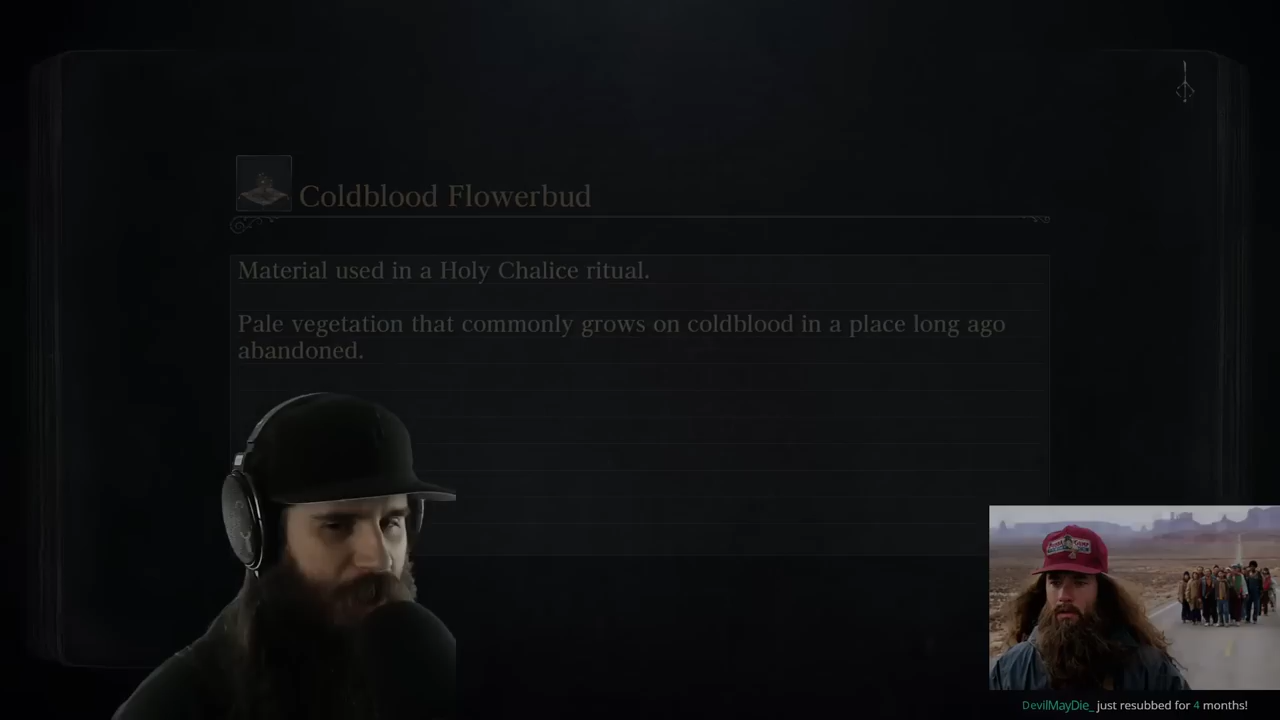 Coldblood Flowerbud
Material used in a Holy Chalice ritual.
Pale vegetation that commonly grows on coldblood in a place long ago
abandoned.
DevilMayDie_ just resubbed for 4 months!